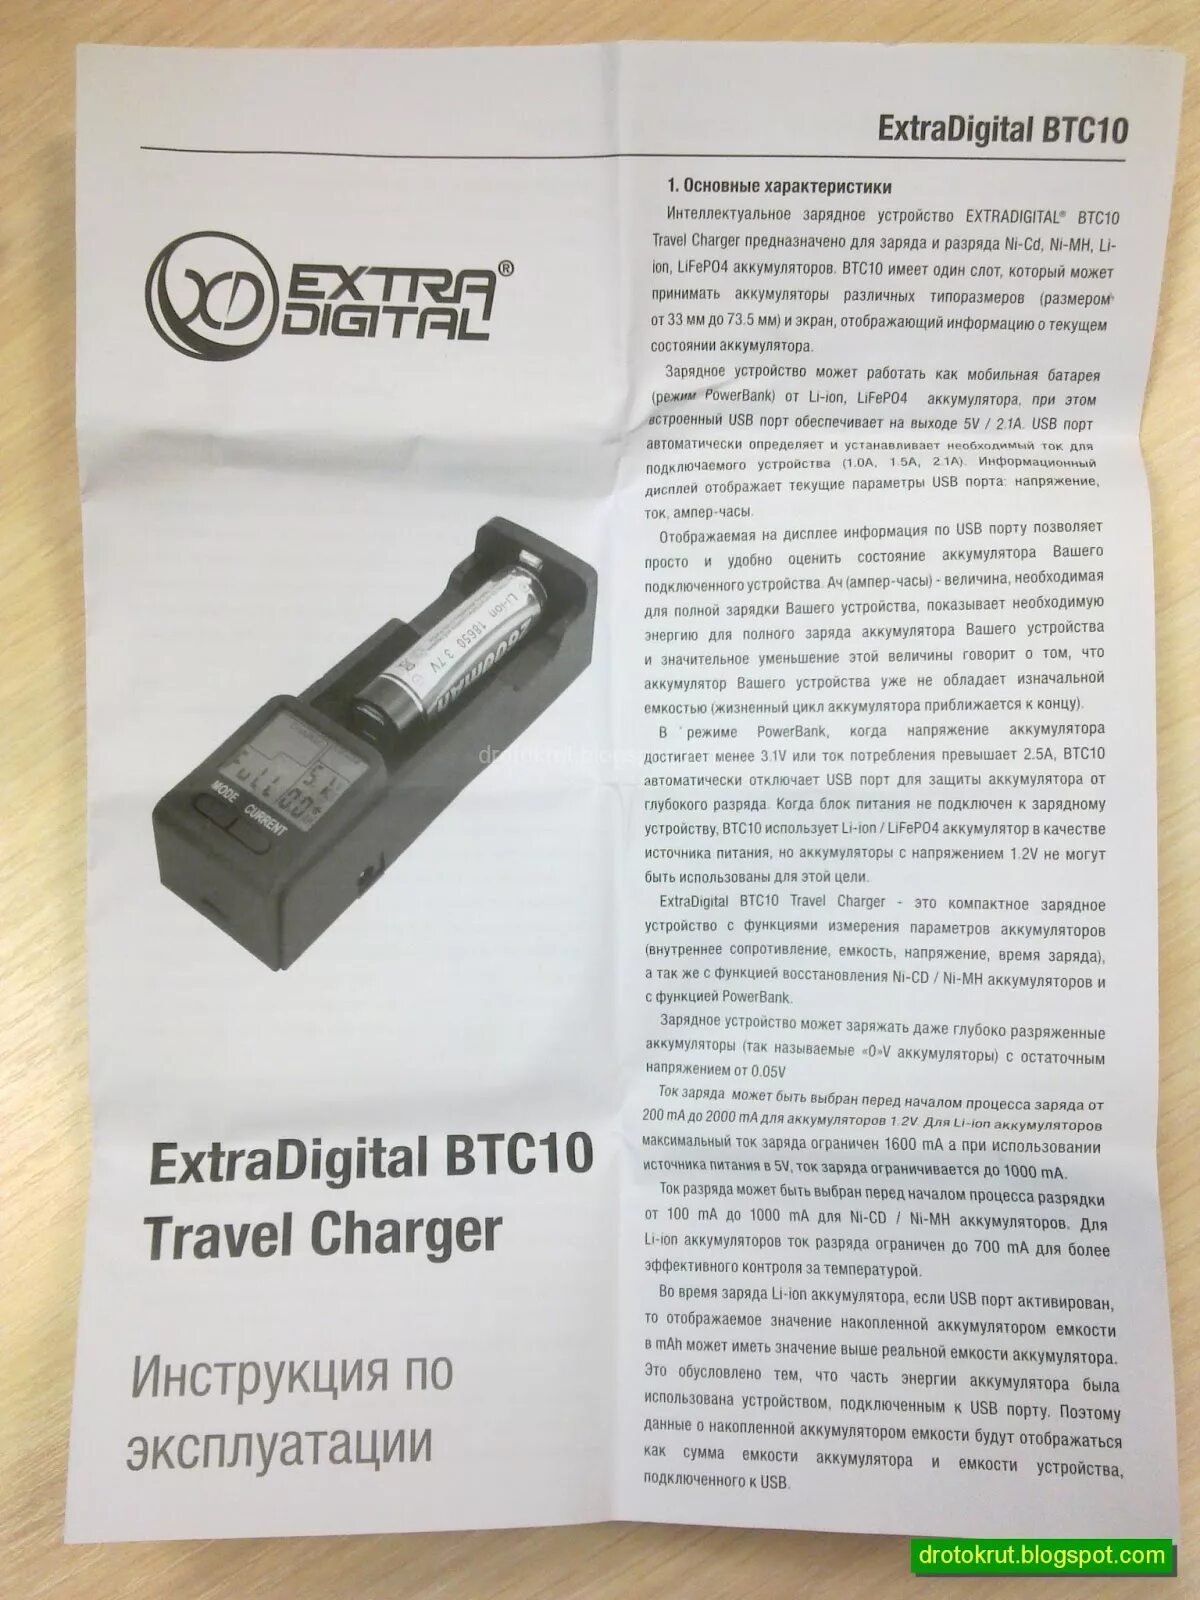 ExtraDigital BTC10
EXTRA®
DIGITAL
Li-ion 18650 3.7V
MODE
CURRENT
drotokrut.blogsp
ExtraDigital BTC10
Travel Charger
Инструкция по
эксплуатации
1. Основные характеристики
Интеллектуальное зарядное устройство EXTRADIGITAL® BTC10
Travel Charger предназначено для заряда и разряда Ni-Cd, Ni-MH, Li-
ion, LiFePO4 аккумуляторов. BTC10 имеет один слот, который может
принимать аккумуляторы различных типоразмеров (размером
от 33 мм до 73.5 мм) и экран, отображающий информацию о текущем
состоянии аккумулятора.
Зарядное устройство может работать как мобильная батарея
(режим PowerBank) от Li-ion, LiFePO4 аккумулятора, при этом
встроенный USB порт обеспечивает на выходе 5V / 2.1A. USB порт
автоматически определяет и устанавливает необходимый ток для
подключаемого устройства (1.0A, 1.5A, 2.1A). Информационный
дисплей отображает текущие параметры USB порта: напряжение,
ток, ампер-часы.
Отображаемая на дисплее информация по USB порту позволяет
просто и удобно оценить состояние аккумулятора Вашего
подключенного устройства. Ач (ампер-часы) - величина, необходимая
для полной зарядки Вашего устройства, показывает необходимую
энергию для полного заряда аккумулятора Вашего устройства
и значительное уменьшение этой величины говорит о том, что
аккумулятор Вашего устройства уже не обладает изначальной
емкостью (жизненный цикл аккумулятора приближается к концу).
В режиме PowerBank, когда напряжение аккумулятора
достигает менее 3.1V или ток потребления превышает 2.5A, BTC10
автоматически отключает USB порт для защиты аккумулятора от
глубокого разряда. Когда блок питания не подключен к зарядному
устройству, BTC10 использует Li-ion / LiFePO4 аккумулятор в качестве
источника питания, но аккумуляторы с напряжением 1.2V не могут
быть использованы для этой цели.
ExtraDigital BTC10 Travel Charger - это компактное зарядное
устройство с функциями измерения параметров аккумуляторов
(внутреннее сопротивление, емкость, напряжение, время заряда),
а так же с функцией восстановления Ni-CD / Ni-MH аккумуляторов и
с функцией PowerBank.
Зарядное устройство может заряжать даже глубоко разряженные
аккумуляторы (так называемые «0»V аккумуляторы) с остаточным
напряжением от 0.05V
Ток заряда может быть выбран перед началом процесса заряда от
200 mA до 2000 mA для аккумуляторов 1.2V. Для Li-ion аккумуляторов
максимальный ток заряда ограничен 1600 mA а при использовании
источника питания в 5V, ток заряда ограничивается до 1000 mA.
Ток разряда может быть выбран перед началом процесса разрядки
от 100 mA до 1000 mA для Ni-CD / Ni-MH аккумуляторов. Для
Li-ion аккумуляторов ток разряда ограничен до 700 mA для более
эффективного контроля за температурой.
Во время заряда Li-ion аккумулятора, если USB порт активирован,
то отображаемое значение накопленной аккумулятором емкости
в mAh может иметь значение выше реальной емкости аккумулятора.
Это обусловлено тем, что часть энергии аккумулятора была
использована устройством, подключенным к USB порту. Поэтому
данные о накопленной аккумулятором емкости будут отображаться
как сумма емкости аккумулятора и емкости устройства,
подключенного к USB.
drotokrut.blogspot.com